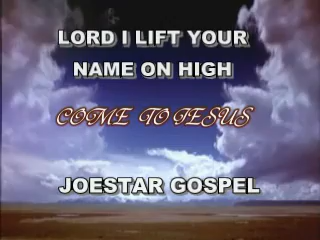 LORD I LIFT YOUR
NAME ON HIGH
COME TO JESUS
JOESTAR GOSPEL